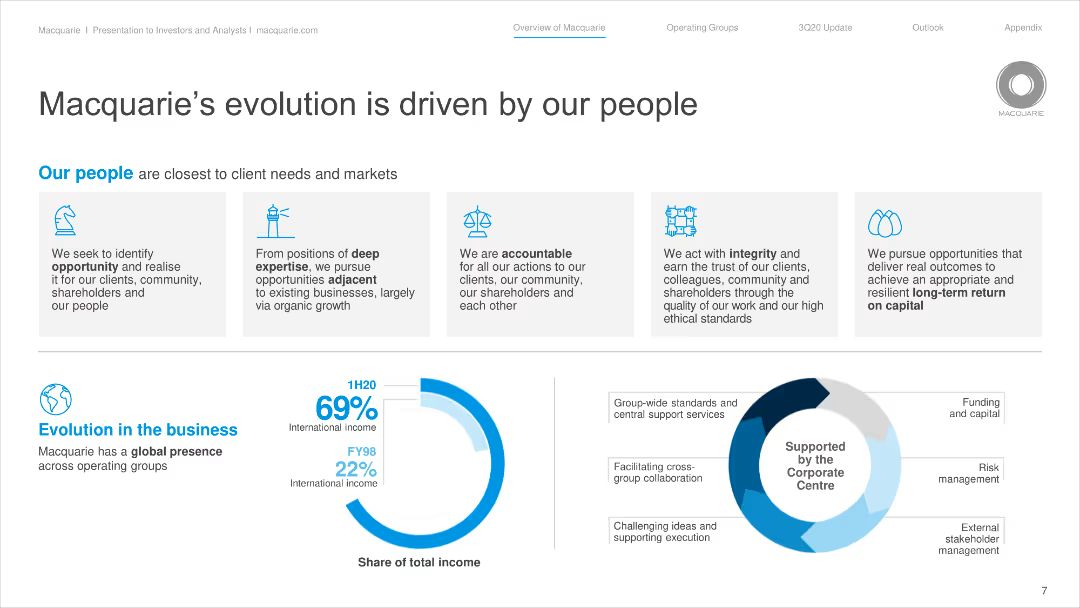 Macquarie | Presentation to Investors and Analysts | macquarie.com
Overview of Macquarie
Operating Groups
3Q20 Update
Outlook
Appendix
Macquarie's evolution is driven by our people
MACQUARIE
Our people are closest to client needs and markets
We seek to identify
opportunity and realise
it for our clients, community,
shareholders and
our people
From positions of deep
expertise, we pursue
opportunities adjacent
to existing businesses, largely
via organic growth
We are accountable
for all our actions to our
clients, our community,
our shareholders and
each other
We act with integrity and
earn the trust of our clients,
colleagues, community and
shareholders through the
quality of our work and our high
ethical standards
We pursue opportunities that
deliver real outcomes to
achieve an appropriate and
resilient long-term return
on capital
Evolution in the business
Macquarie has a global presence
across operating groups
1H20
69%
International income
FY98
22%
International income
Share of total income
Group-wide standards and
central support services
Facilitating cross-
group collaboration
Challenging ideas and
supporting execution
Supported
by the
Corporate
Centre
Funding
and capital
Risk
management
External
stakeholder
management
7